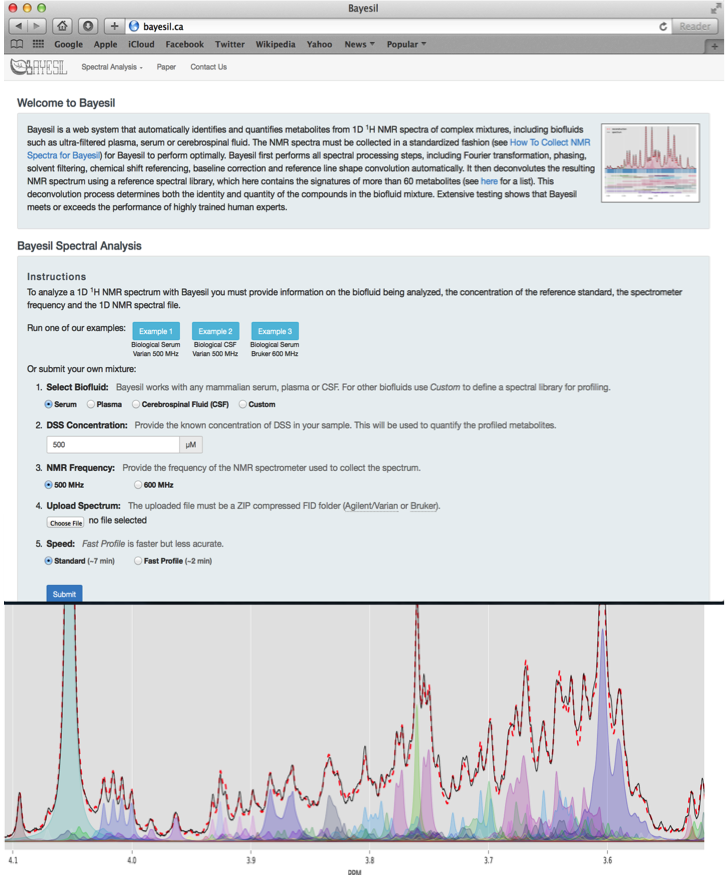 Bayesil
bayesil.ca
Reader
Google Apple iCloud Facebook Twitter Wikipedia Yahoo News Popular
BAYESIL Spectral Analysis Paper Contact Us
Welcome to Bayesil
Bayesil is a web system that automatically identifies and quantifies metabolites from 1D ¹H NMR spectra of complex mixtures, including biofluids
such as ultra-filtered plasma, serum or cerebrospinal fluid. The NMR spectra must be collected in a standardized fashion (see How To Collect NMR
Spectra for Bayesil) for Bayesil to perform optimally. Bayesil first performs all spectral processing steps, including Fourier transformation, phasing,
solvent filtering, chemical shift referencing, baseline correction and reference line shape convolution automatically. It then deconvolutes the resulting
NMR spectrum using a reference spectral library, which here contains the signatures of more than 60 metabolites (see here for a list). This
deconvolution process determines both the identity and quantity of the compounds in the biofluid mixture. Extensive testing shows that Bayesil
meets or exceeds the performance of highly trained human experts.
Bayesil Spectral Analysis
Instructions
To analyze a 1D ¹H NMR spectrum with Bayesil you must provide information on the biofluid being analyzed, the concentration of the reference standard, the spectrometer
frequency and the 1D NMR spectral file.
Run one of our examples: Example 1 Example 2 Example 3
Biological Serum Biological CSF Biological Serum
Varian 500 MHz Varian 500 MHz Bruker 600 MHz
Or submit your own mixture:
1. Select Biofluid: Bayesil works with any mammalian serum, plasma or CSF. For other biofluids use Custom to define a spectral library for profiling.
Serum Plasma Cerebrospinal Fluid (CSF) Custom
2. DSS Concentration: Provide the known concentration of DSS in your sample. This will be used to quantify the profiled metabolites.
500 μM
3. NMR Frequency: Provide the frequency of the NMR spectrometer used to collect the spectrum.
500 MHz 600 MHz
4. Upload Spectrum: The uploaded file must be a ZIP compressed FID folder (Agilent/Varian or Bruker).
Choose File no file selected
5. Speed: Fast Profile is faster but less acurate.
Standard (~7 min) Fast Profile (~2 min)
Submit
4.1 4.0 3.9 3.8 3.7 3.6
PPM